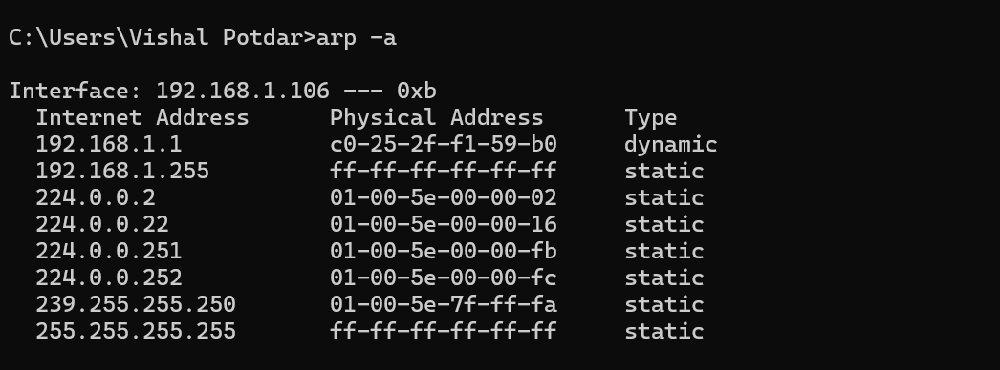 C:\Users\Vishal Potdar>arp -a
Interface: 192.168.1.106 --- 0xb
  Internet Address      Physical Address      Type
  192.168.1.1           c0-25-2f-f1-59-b0     dynamic
  192.168.1.255         ff-ff-ff-ff-ff-ff     static
  224.0.0.2             01-00-5e-00-00-02     static
  224.0.0.22            01-00-5e-00-00-16     static
  224.0.0.251           01-00-5e-00-00-fb     static
  224.0.0.252           01-00-5e-00-00-fc     static
  239.255.255.250       01-00-5e-7f-ff-fa     static
  255.255.255.255       ff-ff-ff-ff-ff-ff     static